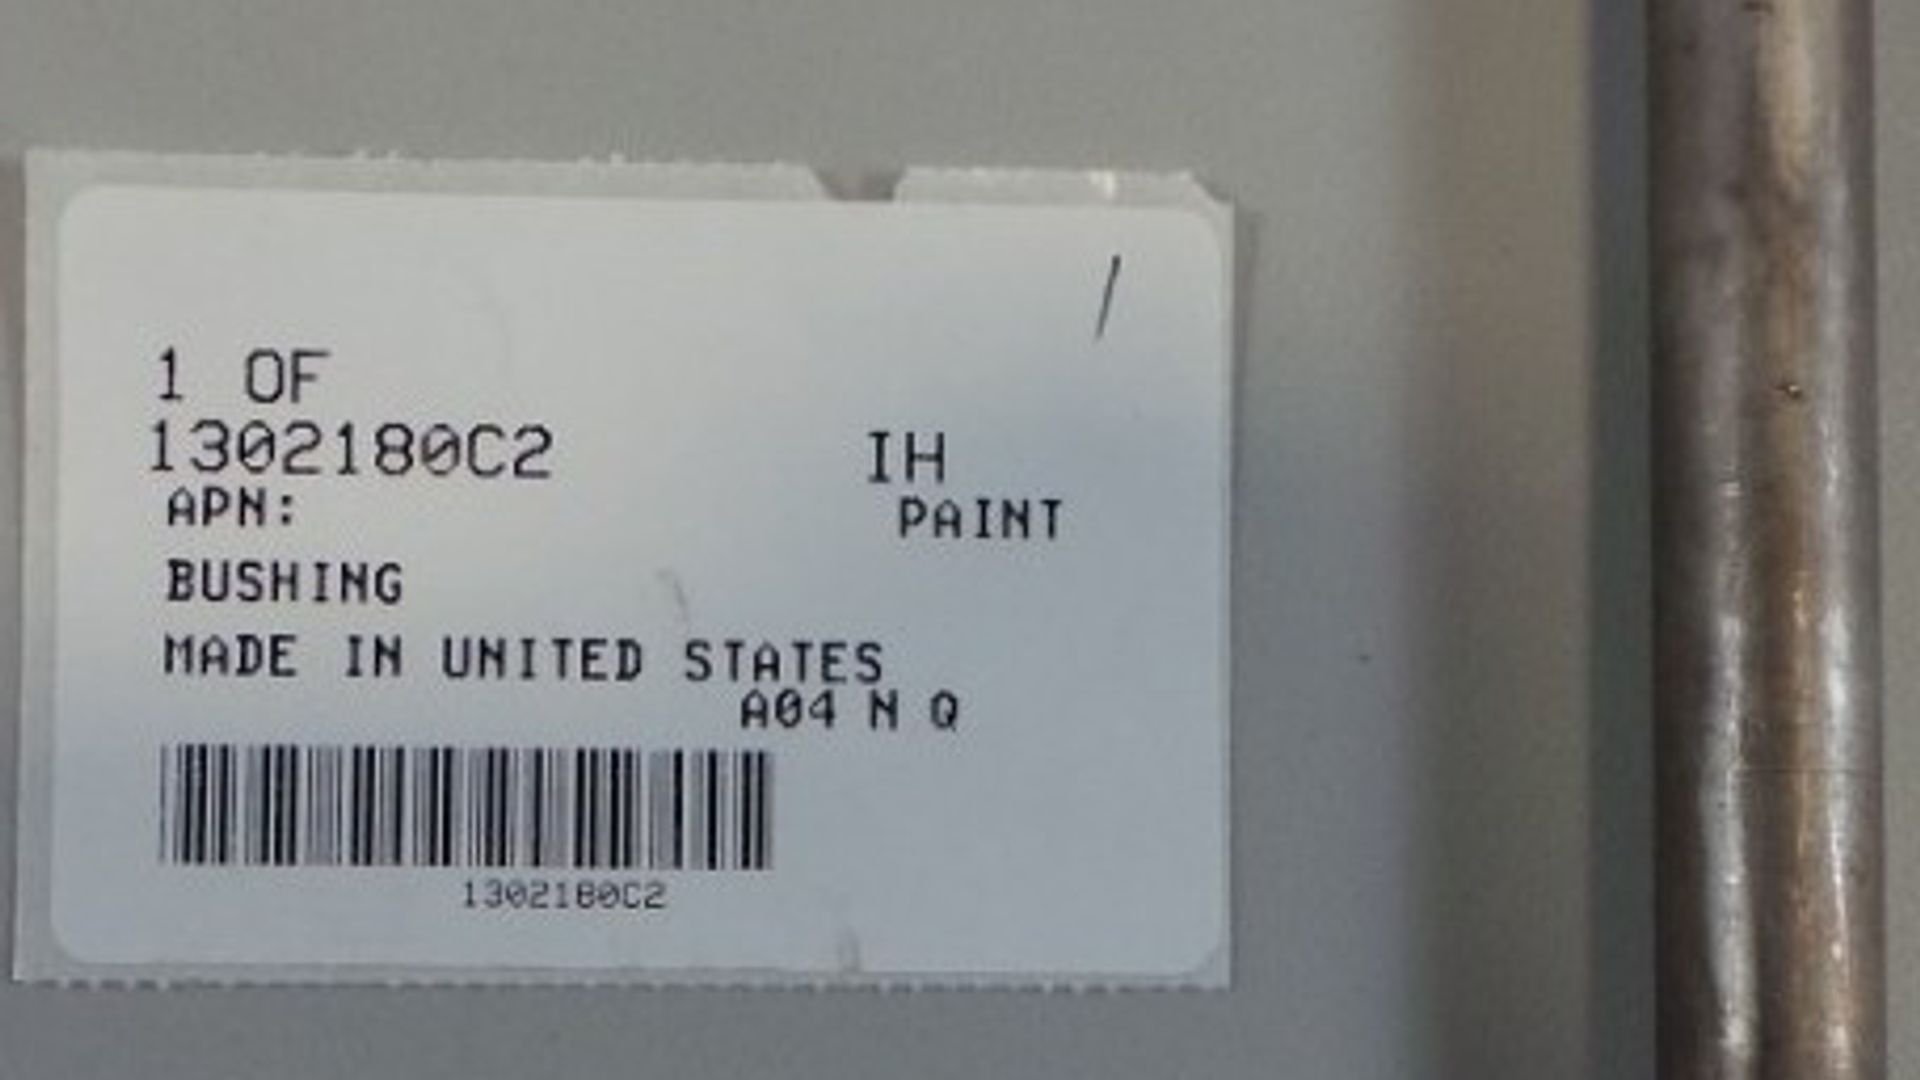 1 OF
1302180C2 IH
APN: PAINT
BUSHING
MADE IN UNITED STATES
A04 N Q
1302180C2